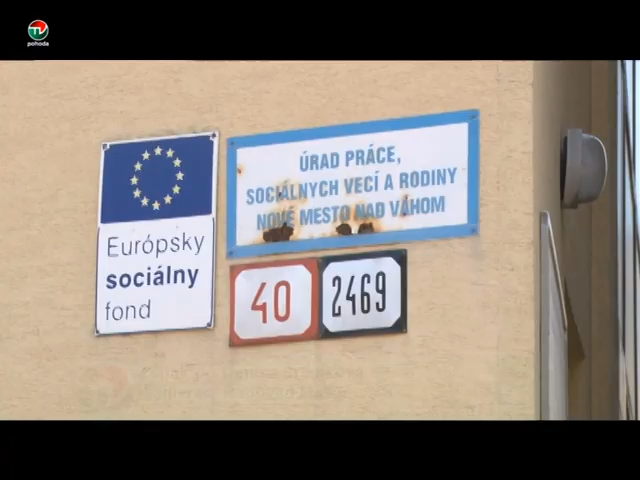 TV
pohoda
ÚRAD PRÁCE,
SOCIÁLNYCH VECÍ A RODINY
NOVÉ MESTO NAD VÁHOM
Európsky
sociálny
fond
40
2469